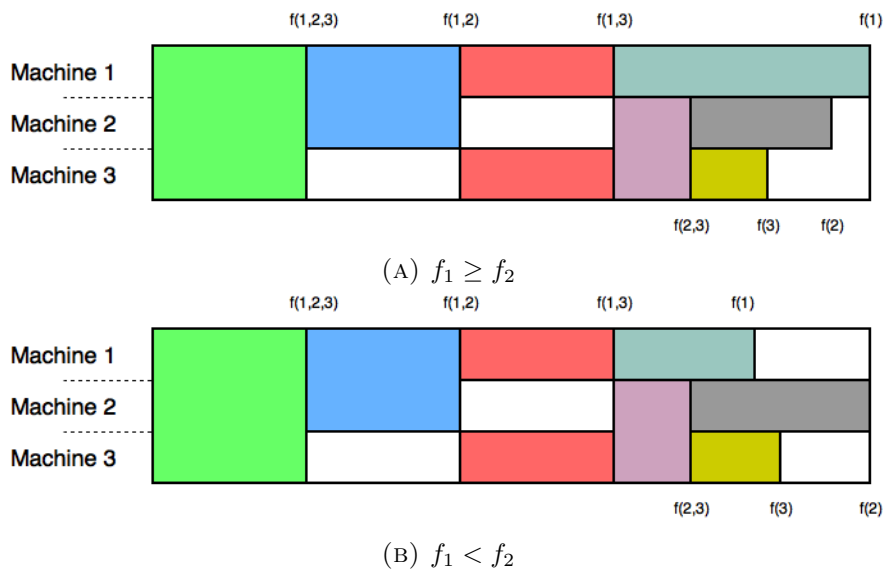 f(1,2,3) f(1,2) f(1,3) f(1)
Machine 1
Machine 2
Machine 3
f(2,3) f(3) f(2)
(A) f₁ ≥ f₂
f(1,2,3) f(1,2) f(1,3) f(1)
Machine 1
Machine 2
Machine 3
f(2,3) f(3) f(2)
(B) f₁ < f₂